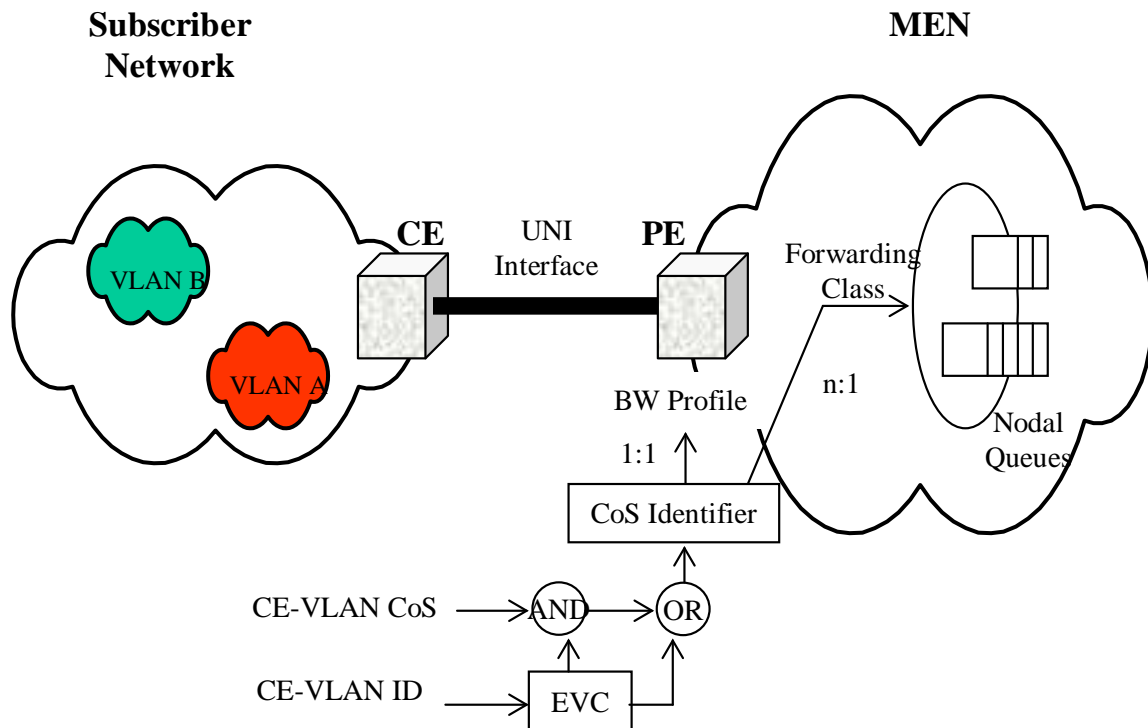 Subscriber
Network
MEN
CE
UNI
Interface
PE
Forwarding
Class
VLAN B
VLAN A
BW Profile
n:1
Nodal
Queues
1:1
CoS Identifier
CE-VLAN CoS
AND
OR
CE-VLAN ID
EVC